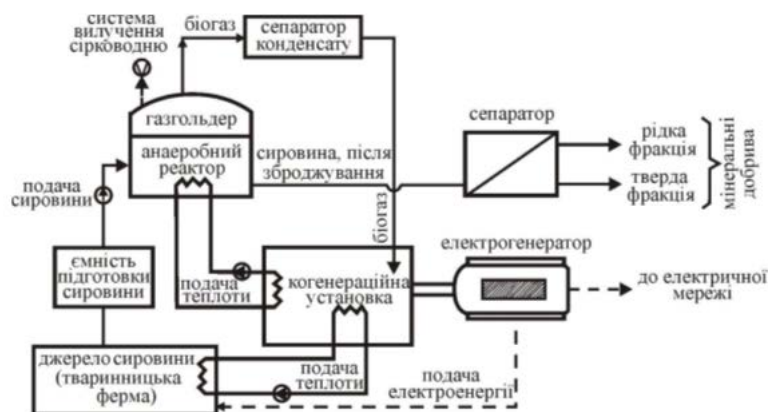 система
вилучення
сірководню
біогаз
сепаратор
конденсату
газгольдер
анаеробний
реактор
сировина, після
зброджування
сепаратор
рідка
фракція
тверда
фракція
мінеральні
добрива
подача
сировини
біогаз
ємність
підготовки
сировини
подача
теплоти
когенераційна
установка
електрогенератор
до електричної
мережі
джерело сировини
(тваринницька
ферма)
подача
теплоти
подача
електроенергії